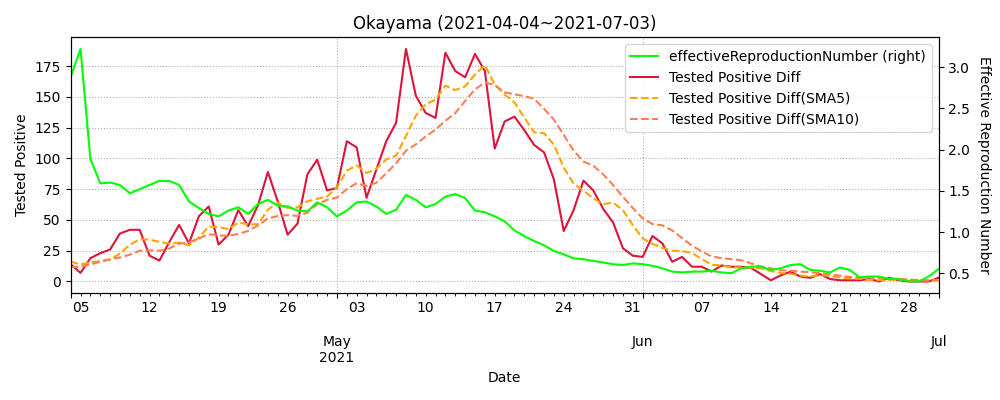 Okayama (2021-04-04~2021-07-03)
effectiveReproductionNumber (right)
Tested Positive Diff
Tested Positive Diff(SMA5)
Tested Positive Diff(SMA10)
Tested Positive
175
150
125
100
75
50
25
0
3.0
2.5
2.0
1.5
1.0
0.5
Effective Reproduction Number
05 12 19 26 03 10 17 24 31 07 14 21 28
May Jun Jul
2021
Date